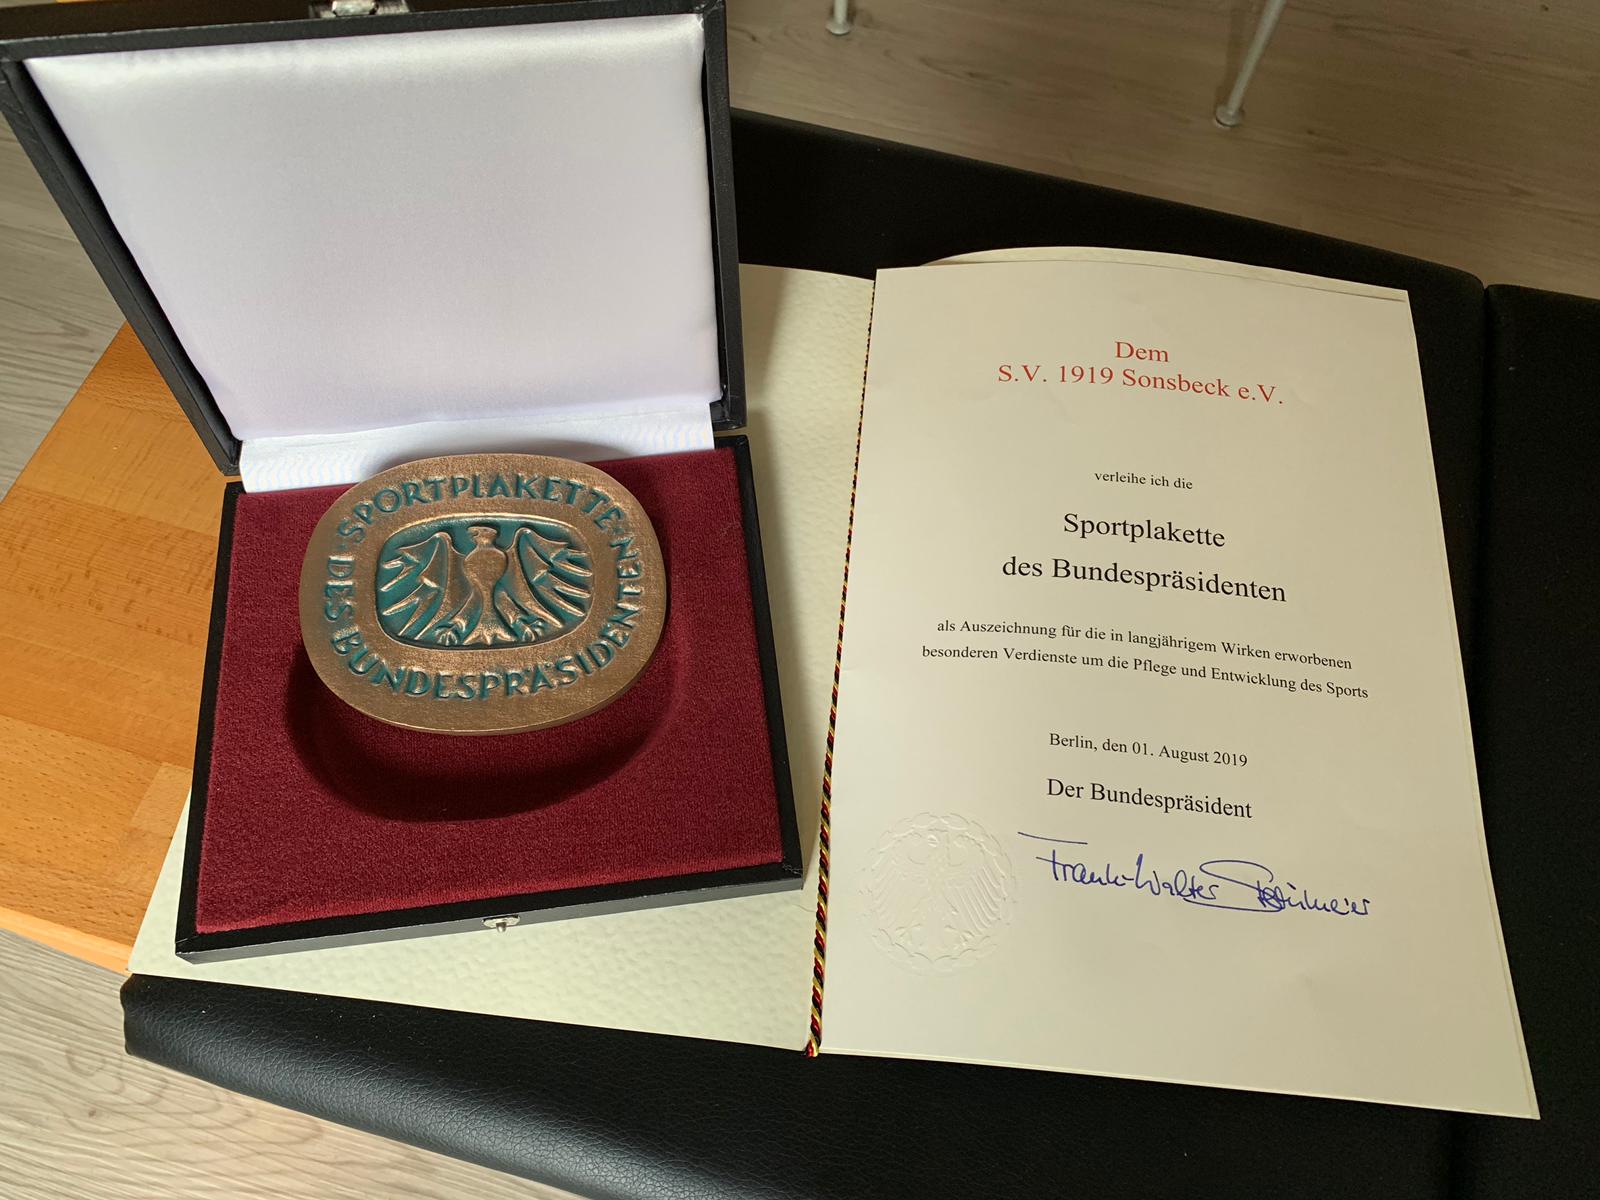 SPORTPLAKETTE
DES BUNDESPRÄSIDENTEN
Dem
S.V. 1919 Sonsbeck e.V.
verleihe ich die
Sportplakette
des Bundespräsidenten
als Auszeichnung für die in langjährigem Wirken erworbenen
besonderen Verdienste um die Pflege und Entwicklung des Sports
Berlin, den 01. August 2019
Der Bundespräsident
Frank-Walter Steinmeier